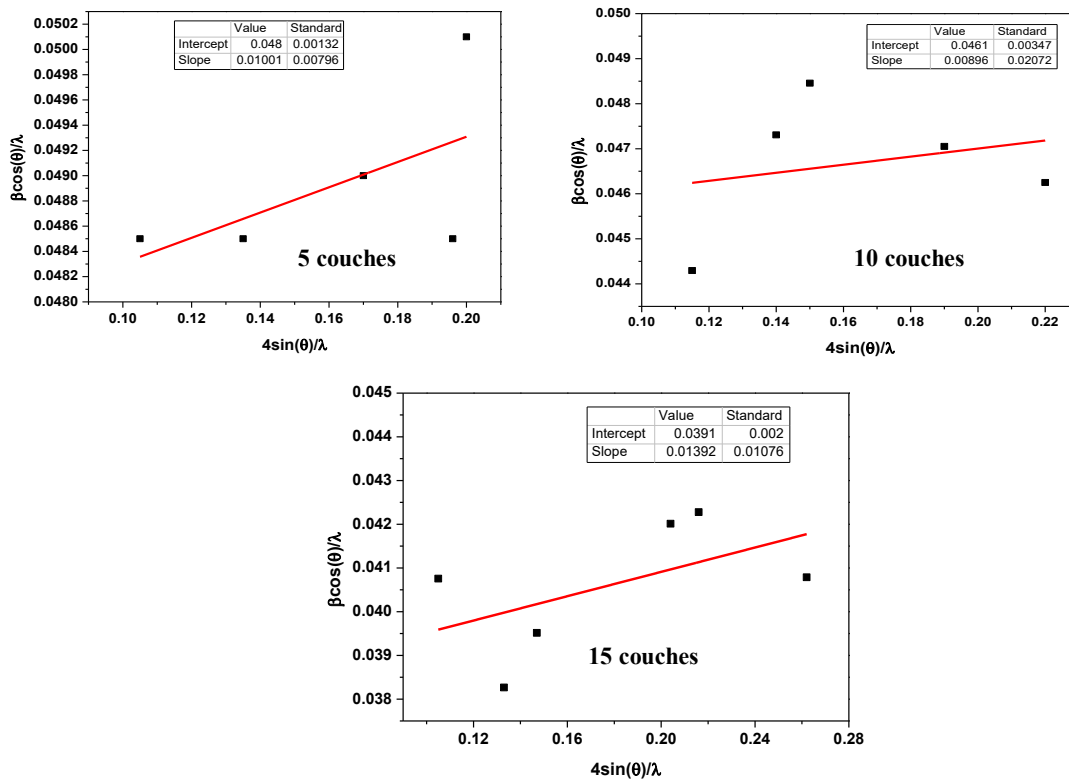 Value Standard
Intercept 0.048 0.00132
Slope 0.01001 0.00796
0.0502
0.0500
0.0498
0.0496
0.0494
0.0492
0.0490
0.0488
0.0486
0.0484
0.0482
0.0480
βcos(θ)/λ
5 couches
0.10 0.12 0.14 0.16 0.18 0.20
4sin(θ)/λ
Value Standard
Intercept 0.0461 0.00347
Slope 0.00896 0.02072
0.050
0.049
0.048
0.047
0.046
0.045
0.044
βcos(θ)/λ
10 couches
0.10 0.12 0.14 0.16 0.18 0.20 0.22
4sin(θ)/λ
Value Standard
Intercept 0.0391 0.002
Slope 0.01392 0.01076
0.045
0.044
0.043
0.042
0.041
0.040
0.039
0.038
βcos(θ)/λ
15 couches
0.12 0.16 0.20 0.24 0.28
4sin(θ)/λ